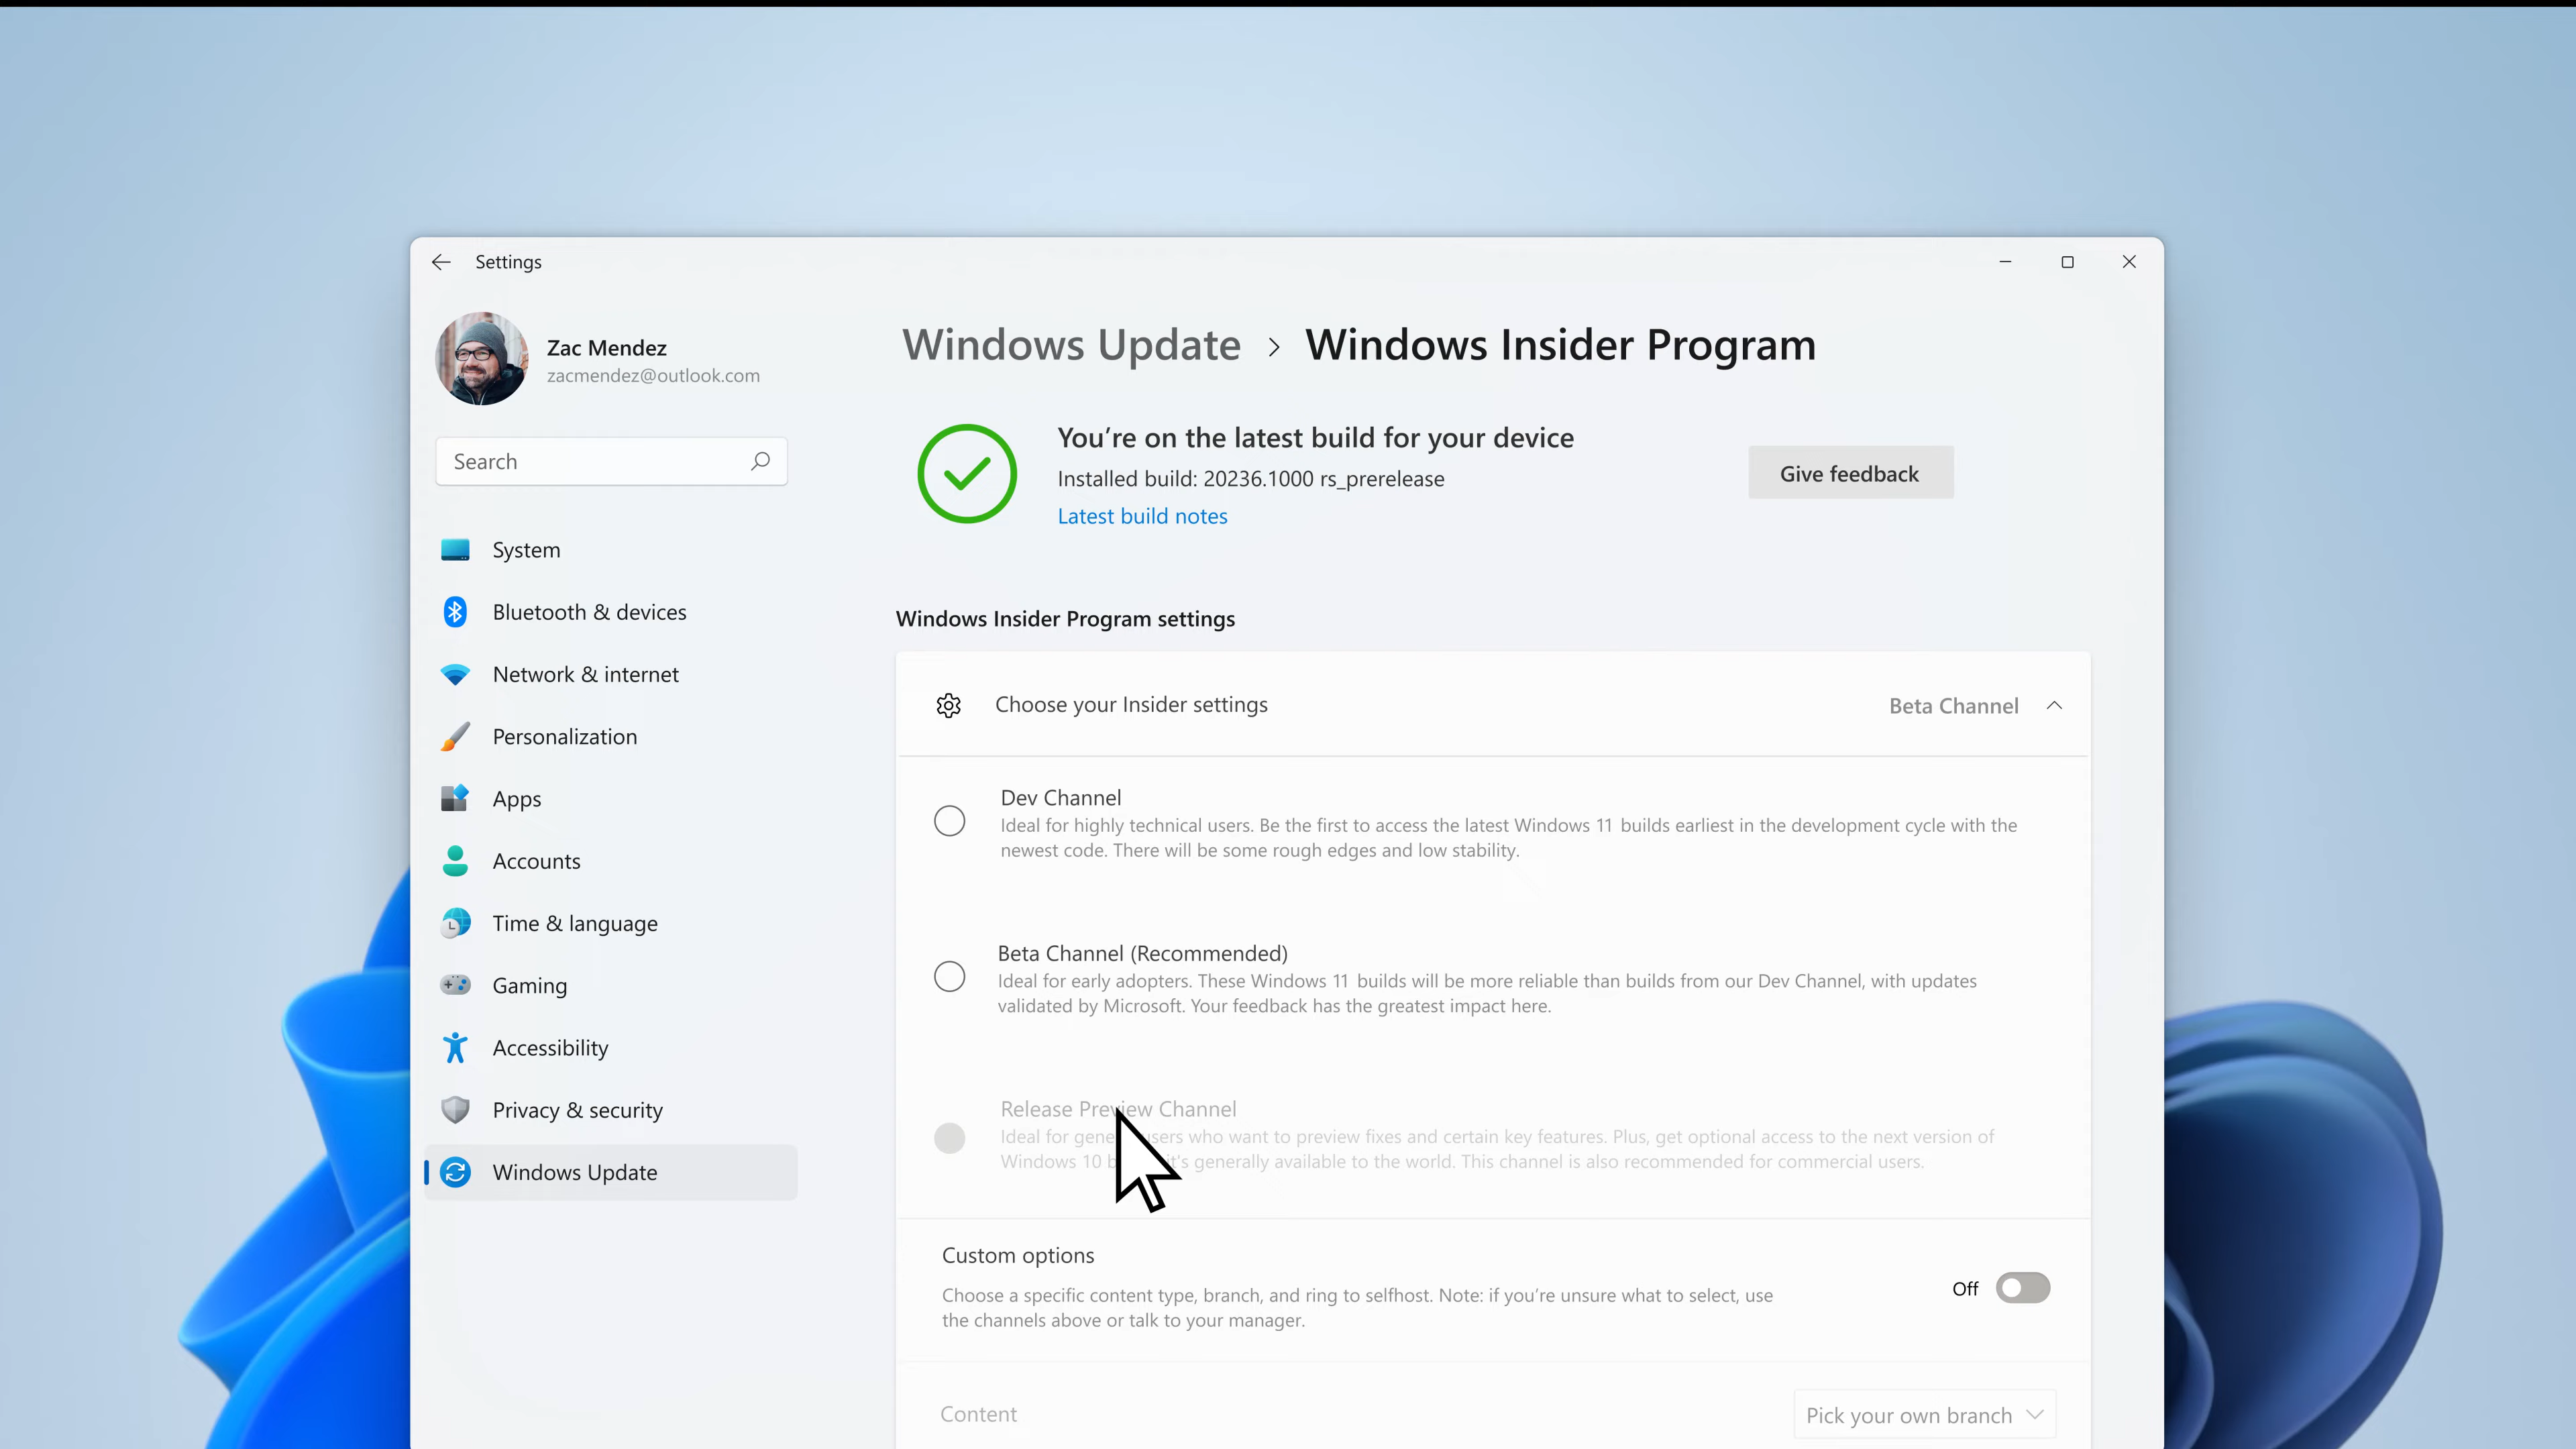 Settings
Zac Mendez
zacmendez@outlook.com
Search
System
Bluetooth & devices
Network & internet
Personalization
Apps
Accounts
Time & language
Gaming
Accessibility
Privacy & security
Windows Update
Windows Update > Windows Insider Program
You’re on the latest build for your device
Installed build: 20236.1000 rs_prerelease
Latest build notes
Give feedback
Windows Insider Program settings
Choose your Insider settings
Beta Channel
Dev Channel
Ideal for highly technical users. Be the first to access the latest Windows 11 builds earliest in the development cycle with the
newest code. There will be some rough edges and low stability.
Beta Channel (Recommended)
Ideal for early adopters. These Windows 11 builds will be more reliable than builds from our Dev Channel, with updates
validated by Microsoft. Your feedback has the greatest impact here.
Release Preview Channel
Ideal for users who want to preview fixes and certain key features. Plus, get optional access to the next version of
Windows 10 it's generally available to the world. This channel is also recommended for commercial users.
Custom options
Choose a specific content type, branch, and ring to selfhost. Note: if you’re unsure what to select, use
the channels above or talk to your manager.
Off
Content
Pick your own branch